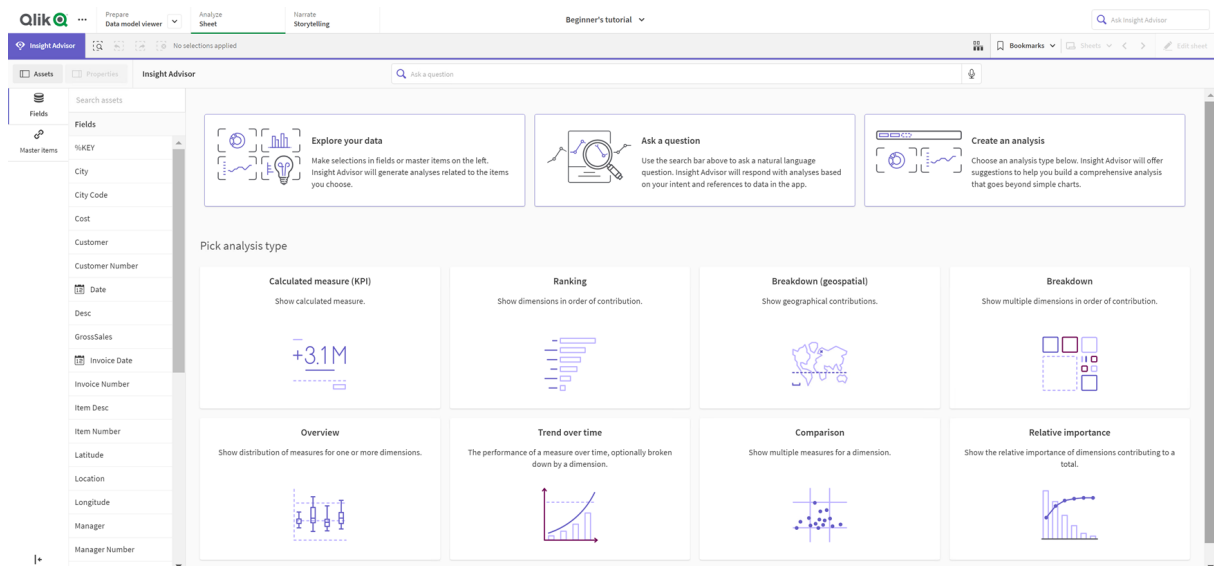 Qlik
Prepare
Data model viewer
Analyze
Sheet
Narrate
Storytelling
Beginner's tutorial
Ask Insight Advisor
Insight Advisor
No selections applied
Bookmarks
Sheets
Edit sheet
Assets
Properties
Insight Advisor
Ask a question
Fields
Master items
Search assets
Fields
%KEY
City
City Code
Cost
Customer
Customer Number
Date
Desc
GrossSales
Invoice Date
Invoice Number
Item Desc
Item Number
Latitude
Location
Longitude
Manager
Manager Number
Explore your data
Make selections in fields or master items on the left.
Insight Advisor will generate analyses related to the items
you choose.
Ask a question
Use the search bar above to ask a natural language
question. Insight Advisor will respond with analyses based
on your intent and references to data in the app.
Create an analysis
Choose an analysis type below. Insight Advisor will offer
suggestions to help you build a comprehensive analysis
that goes beyond simple charts.
Pick analysis type
Calculated measure (KPI)
Show calculated measure.
+3.1M
Ranking
Show dimensions in order of contribution.
Breakdown (geospatial)
Show geographical contributions.
Breakdown
Show multiple dimensions in order of contribution.
Overview
Show distribution of measures for one or more dimensions.
Trend over time
The performance of a measure over time, optionally broken
down by a dimension.
Comparison
Show multiple measures for a dimension.
Relative importance
Show the relative importance of dimensions contributing to a
total.